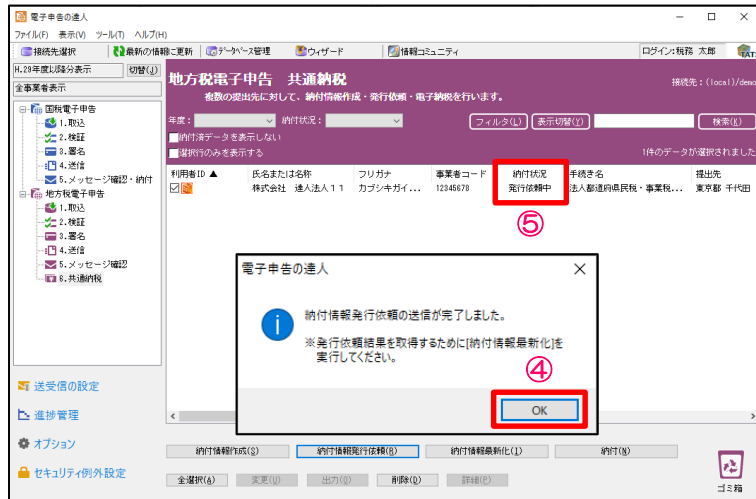 電子申告の達人
ファイル(F) 表示(V) ツール(T) ヘルプ(H)
接続先選択 最新の情報に更新 データベース管理 ウィザード 情報コミュニティ ログイン:税務 太郎
H.29年度以降分表示 切替(J)
全事業者表示
国税電子申告
1.取込
2.検証
3.署名
4.送信
5.メッセージ確認・納付
地方税電子申告
1.取込
2.検証
3.署名
4.送信
5.メッセージ確認
6.共通納税
送受信の設定
進捗管理
オプション
セキュリティ例外設定
地方税電子申告 共通納税 接続先:(local)/demo
複数の提出先に対して、納付情報作成・発行依頼・電子納税を行います。
年度: 納付状況: フィルタ(L) 表示切替(Y) 検索(K)
納付済データを表示しない
選択行のみを表示する 1件のデータが選択されました
利用者ID ▲ 氏名または名称 フリガナ 事業者コード 納付状況 手続き名 提出先
株式会社 達人法人11 カブシキガイ... 12345678 発行依頼中 法人都道府県民税・事業税... 東京都 千代田
⑤
電子申告の達人
納付情報発行依頼の送信が完了しました。
※発行依頼結果を取得するために[納付情報最新化]を
実行してください。
④
OK
納付情報作成(S) 納付情報発行依頼(R) 納付情報最新化(I) 納付(N)
全選択(A) 変更(U) 出力(O) 削除(D) 詳細(P)
ゴミ箱